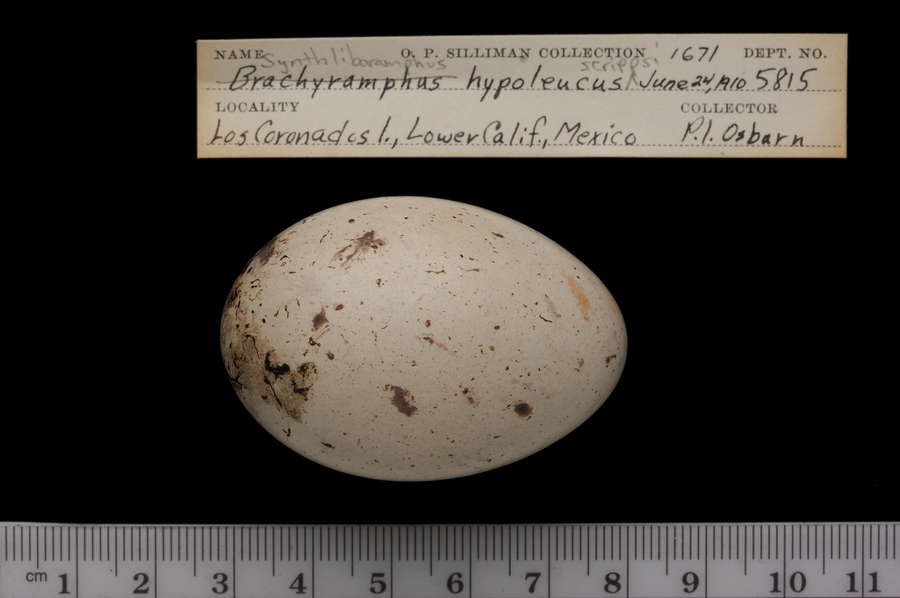 NAME Synthliboramphus O. P. SILLIMAN COLLECTION scrippsi 1671 DEPT. NO.
Brachyramphus hypoleucus June 24, 1910 5815
LOCALITY COLLECTOR
Los Coronados I., Lower Calif., Mexico P. I. Osburn
cm 1 2 3 4 5 6 7 8 9 10 11